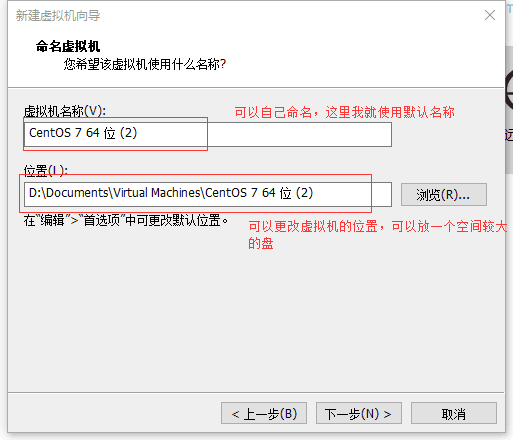 新建虚拟机向导
命名虚拟机
您希望该虚拟机使用什么名称?
虚拟机名称(V):
可以自己命名，这里我就使用默认名称
CentOS 7 64 位 (2)
位置(L):
D:\Documents\Virtual Machines\CentOS 7 64 位 (2)
浏览(R)...
在“编辑”>“首选项”中可更改默认位置。
可以更改虚拟机的位置，可以放一个空间较大
的盘
< 上一步(B)
下一步(N) >
取消